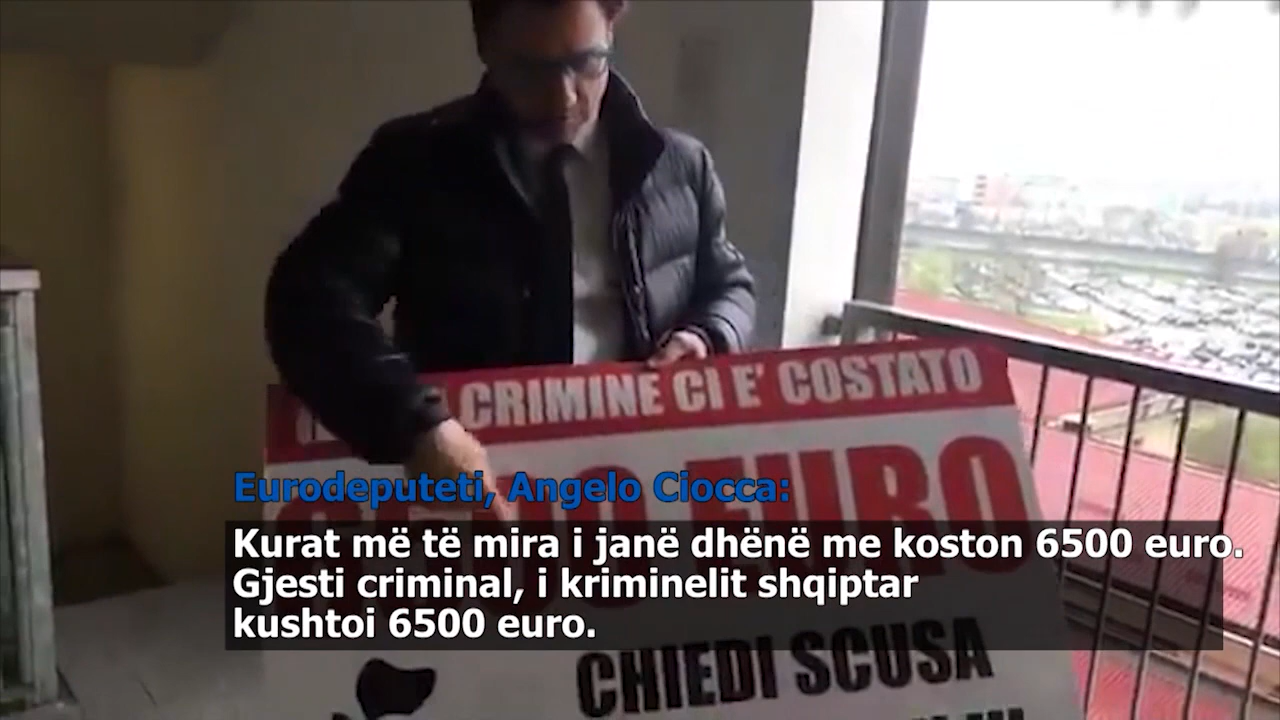 CRIMINE CI E' COSTATO
EURO
Eurodeputeti, Angelo Ciocca:
Kurat më të mira i janë dhënë me koston 6500 euro.
Gjesti criminal, i kriminelit shqiptar
kushtoi 6500 euro.
CHIEDI SCUSA